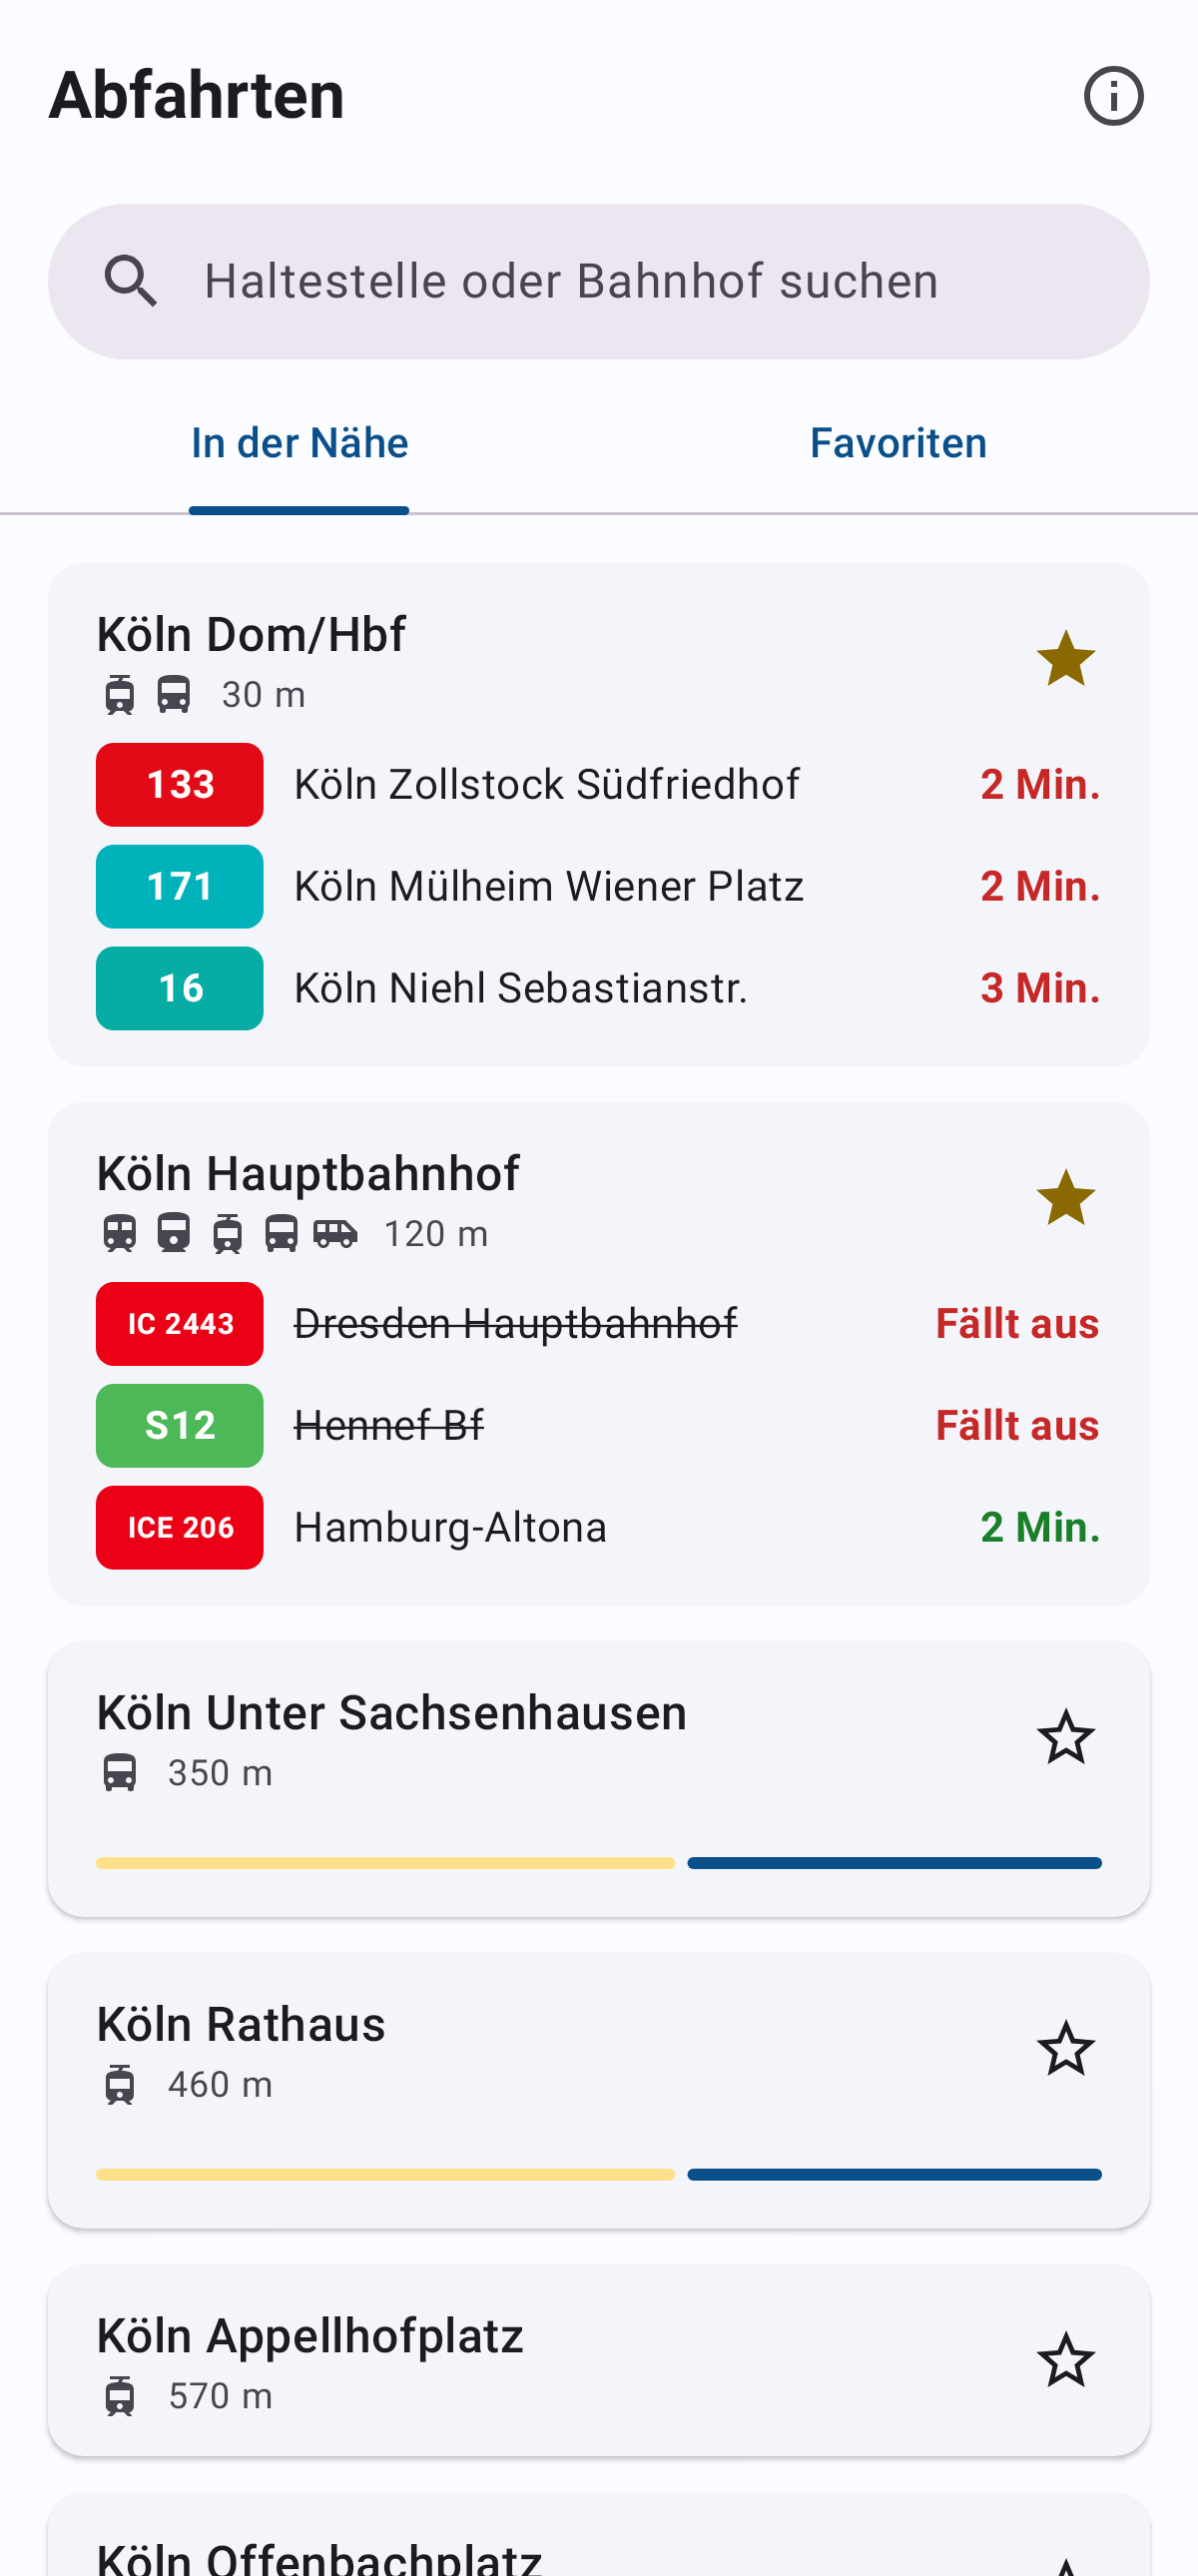 Abfahrten
Haltestelle oder Bahnhof suchen
In der Nähe Favoriten
Köln Dom/Hbf
30 m
133 Köln Zollstock Südfriedhof 2 Min.
171 Köln Mülheim Wiener Platz 2 Min.
16 Köln Niehl Sebastianstr. 3 Min.
Köln Hauptbahnhof
120 m
IC 2443 Dresden Hauptbahnhof Fällt aus
S12 Hennef Bf Fällt aus
ICE 206 Hamburg-Altona 2 Min.
Köln Unter Sachsenhausen
350 m
Köln Rathaus
460 m
Köln Appellhofplatz
570 m
Köln Offenbachplatz